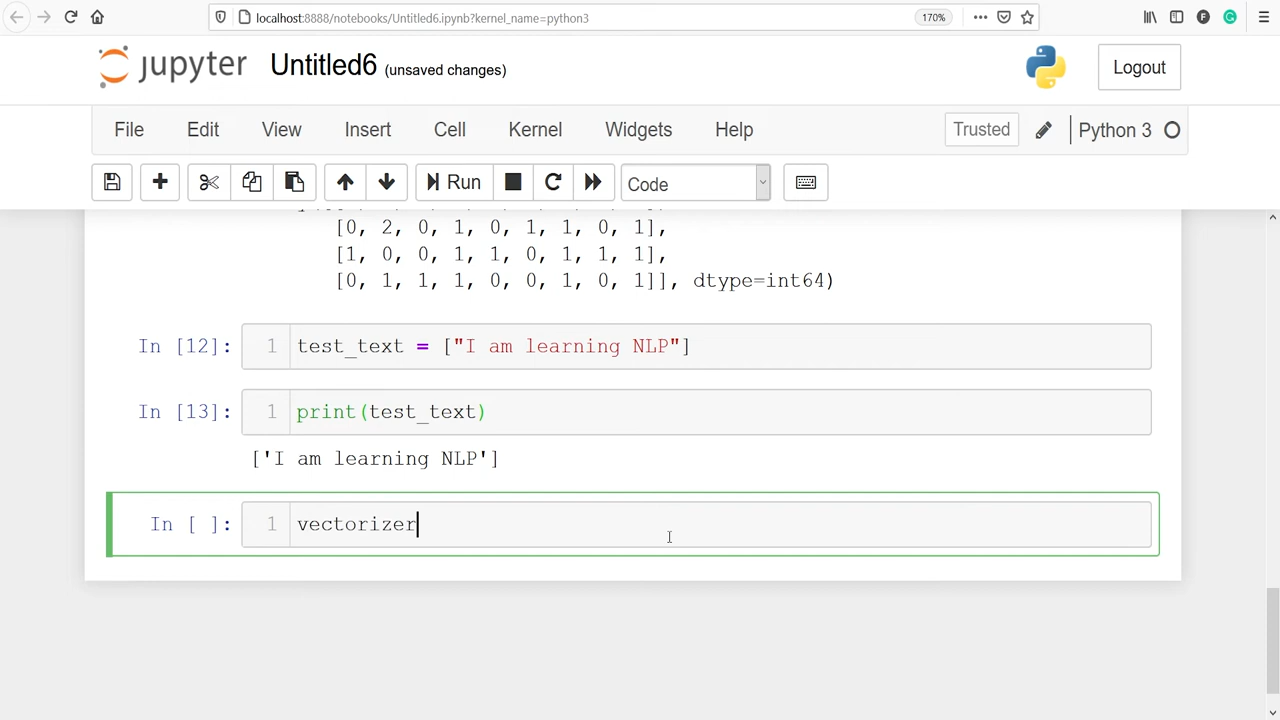 localhost:8888/notebooks/Untitled6.ipynb?kernel_name=python3
170%
jupyter Untitled6 (unsaved changes)
Logout
File Edit View Insert Cell Kernel Widgets Help
Trusted
Python 3
Run
Code
[0, 2, 0, 1, 0, 1, 1, 0, 1],
[1, 0, 0, 1, 1, 0, 1, 1, 1],
[0, 1, 1, 1, 0, 0, 1, 0, 1]], dtype=int64)
In [12]: 1 test_text = ["I am learning NLP"]
In [13]: 1 print(test_text)
['I am learning NLP']
In [ ]: 1 vectorizer